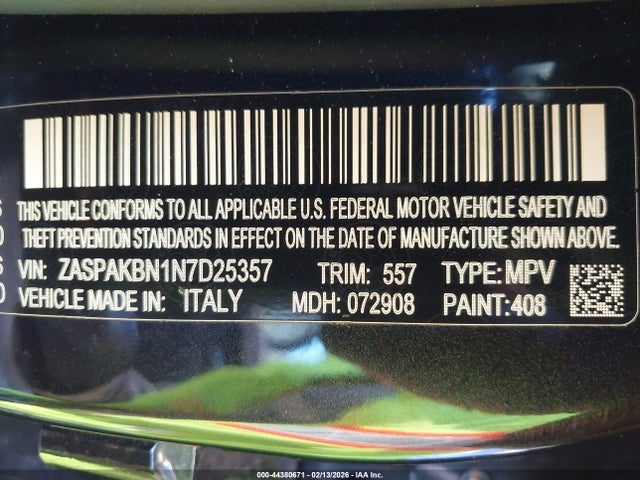 THIS VEHICLE CONFORMS TO ALL APPLICABLE U.S. FEDERAL MOTOR VEHICLE SAFETY AND
THEFT PREVENTION STANDARDS IN EFFECT ON THE DATE OF MANUFACTURE SHOWN ABOVE.
VIN: ZASPAKBN1N7D25357 TRIM: 557 TYPE: MPV
VEHICLE MADE IN: ITALY MDH: 072908 PAINT: 408
000-44380671 - 02/13/2026 - IAA Inc.